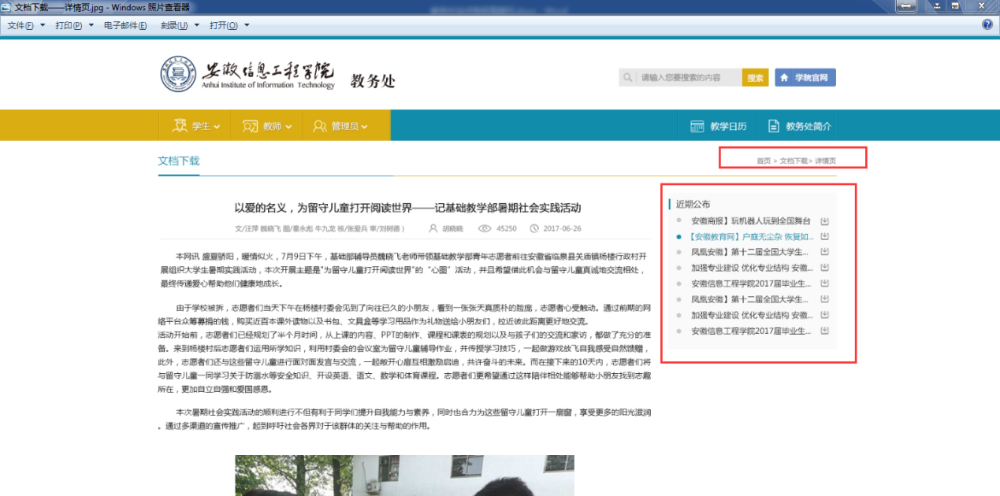 文档下载——详情页.jpg - Windows 照片查看器
文件(F) 打印(P) 电子邮件(E) 刻录(U) 打开(O)
安徽信息工程学院
Anhui Institute of Information Technology
教务处
请输入您要搜索的内容 搜索 学院官网
学生 教师 管理员 教学日历 教务处简介
文档下载
首页 > 文档下载> 详情页
以爱的名义，为留守儿童打开阅读世界——记基础教学部暑期社会实践活动
文/汪萍 魏晓飞 图/秦永彪 牛九龙 核/张爱兵 审/刘树德 ) 胡晓晓 45250 2017-06-26
本网讯 盛夏骄阳，暖情似火，7月9日下午，基础部辅导员魏晓飞老师带领基础教学部青年志愿者前往安徽省临泉县关庙镇杨楼行政村开
展组织大学生暑期实践活动，本次开展主题是"为留守儿童打开阅读世界"的“心图”活动，并且希望借此机会与留守儿童真诚地交流相处，
最终传递爱心帮助他们健康地成长。
由于学校被拆，志愿者们当天下午在杨楼村委会见到了向往已久的小朋友，看到一张张天真质朴的脸庞，志愿者心受触动。通过前期的网
络平台众筹募捐的钱，购买近百本课外读物以及书包、文具盒等学习用品作为礼物送给小朋友们，拉近彼此距离更好地交流。
活动开始前，志愿者们已经规划了半个月时间，从上课的内容、PPT的制作、课程和课表的规划以及与孩子们的交流和家访，都做了充分的准
备。来到杨楼村后志愿者们运用所学知识，利用村委会的会议室为留守儿童辅导作业，并传授学习技巧，一起做游戏放飞自我感受自然馈赠，
此外，志愿者们还与这些留守儿童进行面对面发言与交流，一起敞开心扉互相激励启迪，共许奋斗的未来。而在接下来的10天内，志愿者们将
与留守儿童一同学习关于防溺水等安全知识、开设英语、语文、数学和体育课程。志愿者们更希望通过这样陪伴相处能够帮助小朋友找到志趣
所在，更加自立自强和爱国感恩。
本次暑期社会实践活动的顺利进行不但有利于同学们提升自我能力与素养，同时也合力为这些留守儿童打开一扇窗，享受更多的阳光滋润
。通过多渠道的宣传推广，起到呼吁社会各界对于该群体的关注与帮助的作用。
近期公布
安徽商报】玩机器人玩到全国舞台
【安徽教育网】户庭无尘杂 恢复如...
凤凰安徽】第十二届全国大学生...
加强专业建设 优化专业结构 安徽...
安徽信息工程学院2017届毕业生...
凤凰安徽】第十二届全国大学生...
加强专业建设 优化专业结构 安徽...
安徽信息工程学院2017届毕业生...